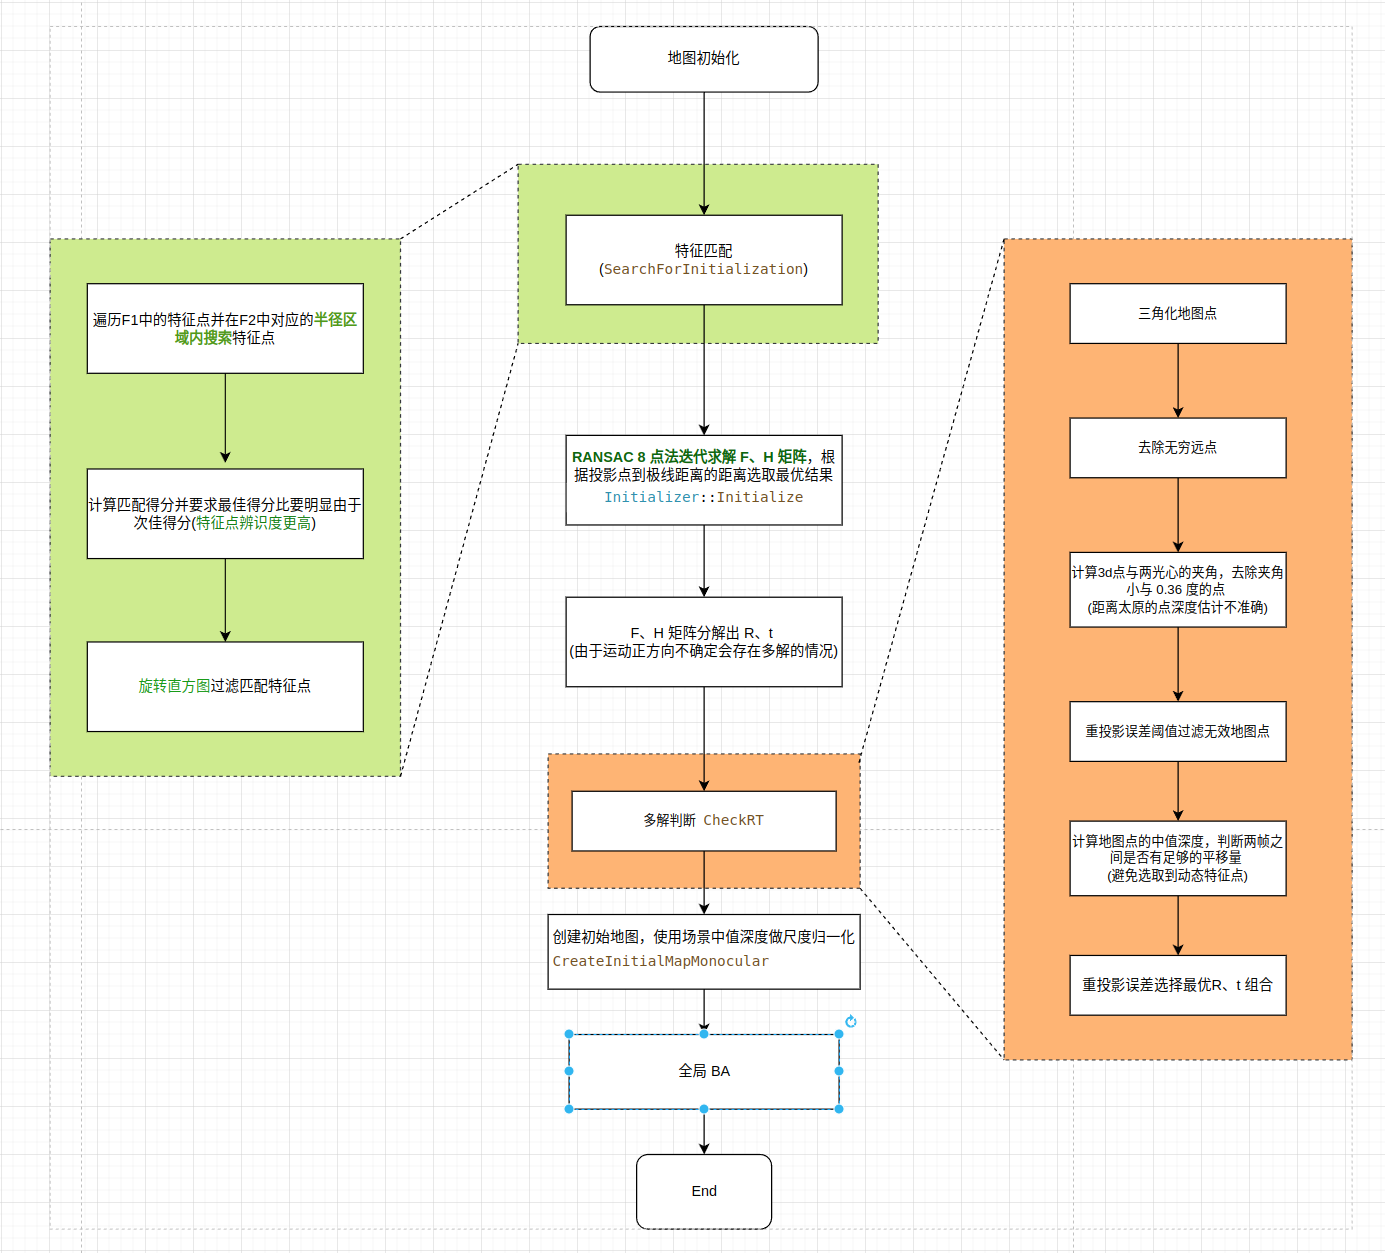 地图初始化
特征匹配
(SearchForInitialization)
遍历F1中的特征点并在F2中对应的半径区
域内搜索特征点
计算匹配得分并要求最佳得分比要明显由于
次佳得分(特征点辨识度更高)
旋转直方图过滤匹配特征点
RANSAC 8 点法迭代求解 F、H 矩阵，根
据投影点到极线距离的距离选取最优结果
Initializer::Initialize
F、H 矩阵分解出 R、t
(由于运动正方向不确定会存在多解的情况)
多解判断 CheckRT
三角化地图点
去除无穷远点
计算3d点与两光心的夹角，去除夹角
小与 0.36 度的点
(距离太原的点深度估计不准确)
重投影误差阈值过滤无效地图点
计算地图点的中值深度，判断两帧之
间是否有足够的平移量
(避免选取到动态特征点)
重投影误差选择最优R、t 组合
创建初始地图，使用场景中值深度做尺度归一化
CreateInitialMapMonocular
全局 BA
End